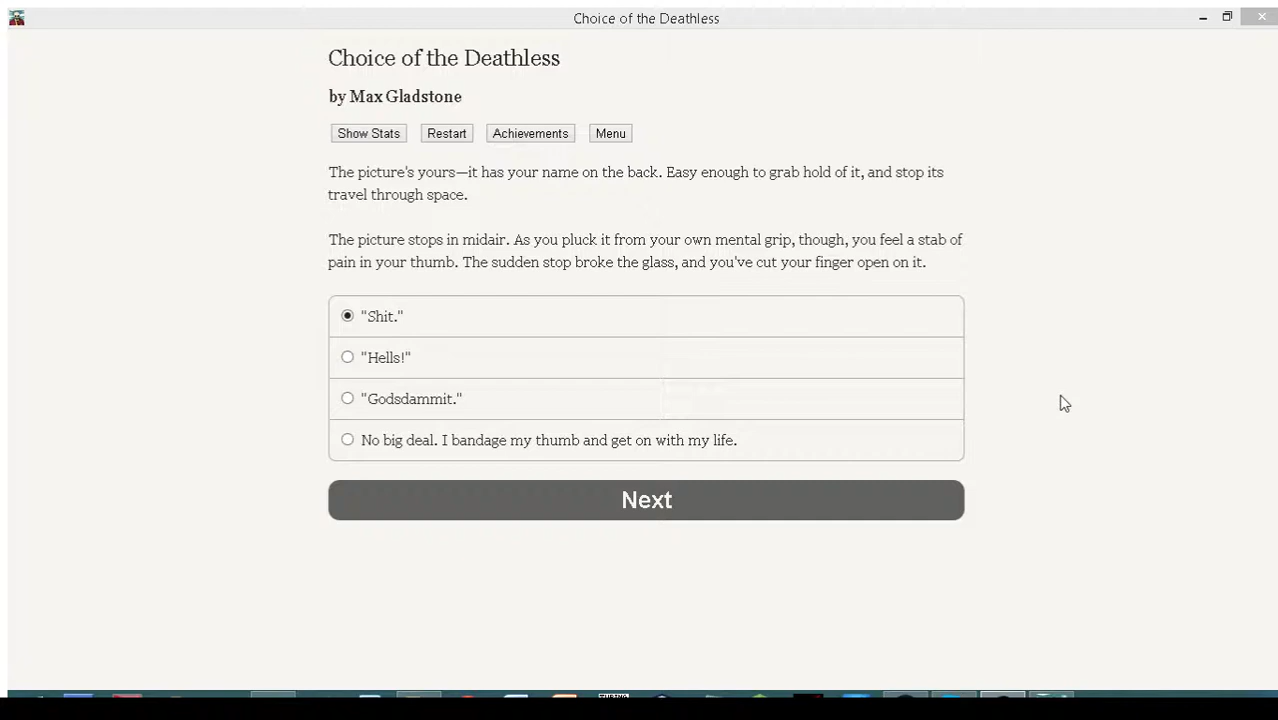 Choice of the Deathless
Choice of the Deathless
by Max Gladstone
Show Stats Restart Achievements Menu
The picture's yours—it has your name on the back. Easy enough to grab hold of it, and stop its
travel through space.
The picture stops in midair. As you pluck it from your own mental grip, though, you feel a stab of
pain in your thumb. The sudden stop broke the glass, and you've cut your finger open on it.
"Shit."
"Hells!"
"Godsdammit."
No big deal. I bandage my thumb and get on with my life.
Next